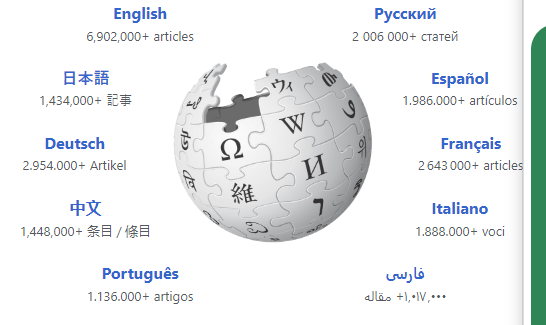 English
6,902,000+ articles
Русский
2 006 000+ статей
日本語
1,434,000+ 記事
Español
1.986.000+ artículos
Deutsch
2.954.000+ Artikel
Français
2 643 000+ articles
中文
1,448,000+ 条目 / 條目
Italiano
1.888.000+ voci
Português
1.136.000+ artigos
فارسی
۱٬۰۱۷٬۰۰۰+ مقاله
Ω
W
И
維
ウィ